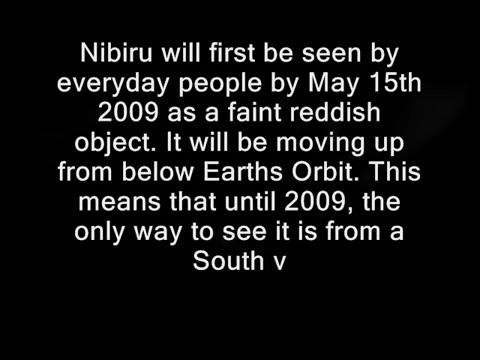 Nibiru will first be seen by
everyday people by May 15th
2009 as a faint reddish
object. It will be moving up
from below Earths Orbit. This
means that until 2009, the
only way to see it is from a
South v